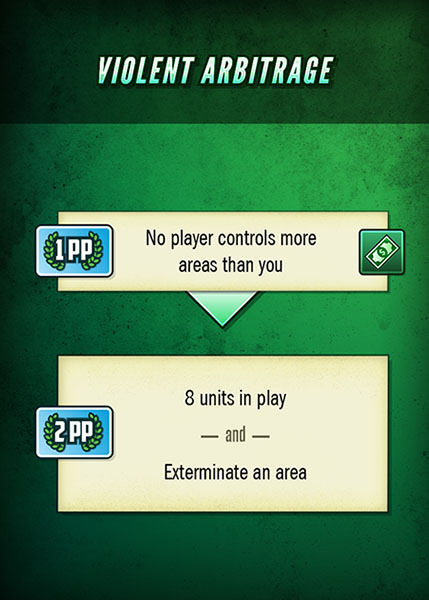 VIOLENT ARBITRAGE
1 PP
No player controls more
areas than you
$
2 PP
8 units in play
— and —
Exterminate an area